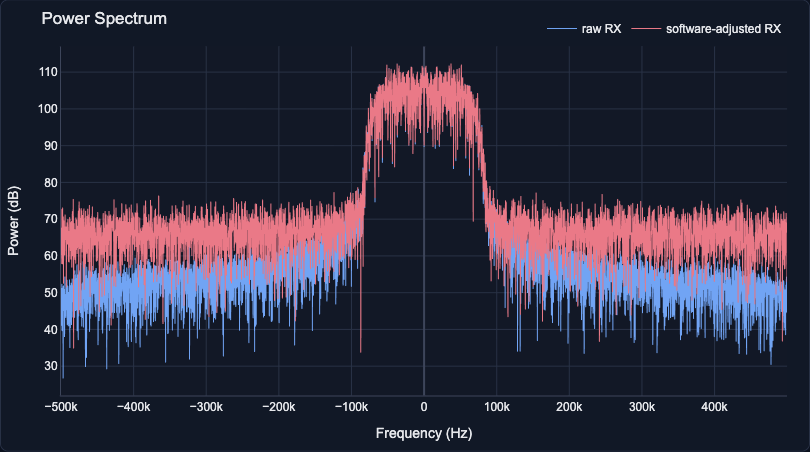 Power Spectrum
raw RX
software-adjusted RX
110
100
90
80
70
60
50
40
30
Power (dB)
−500k
−400k
−300k
−200k
−100k
0
100k
200k
300k
400k
Frequency (Hz)